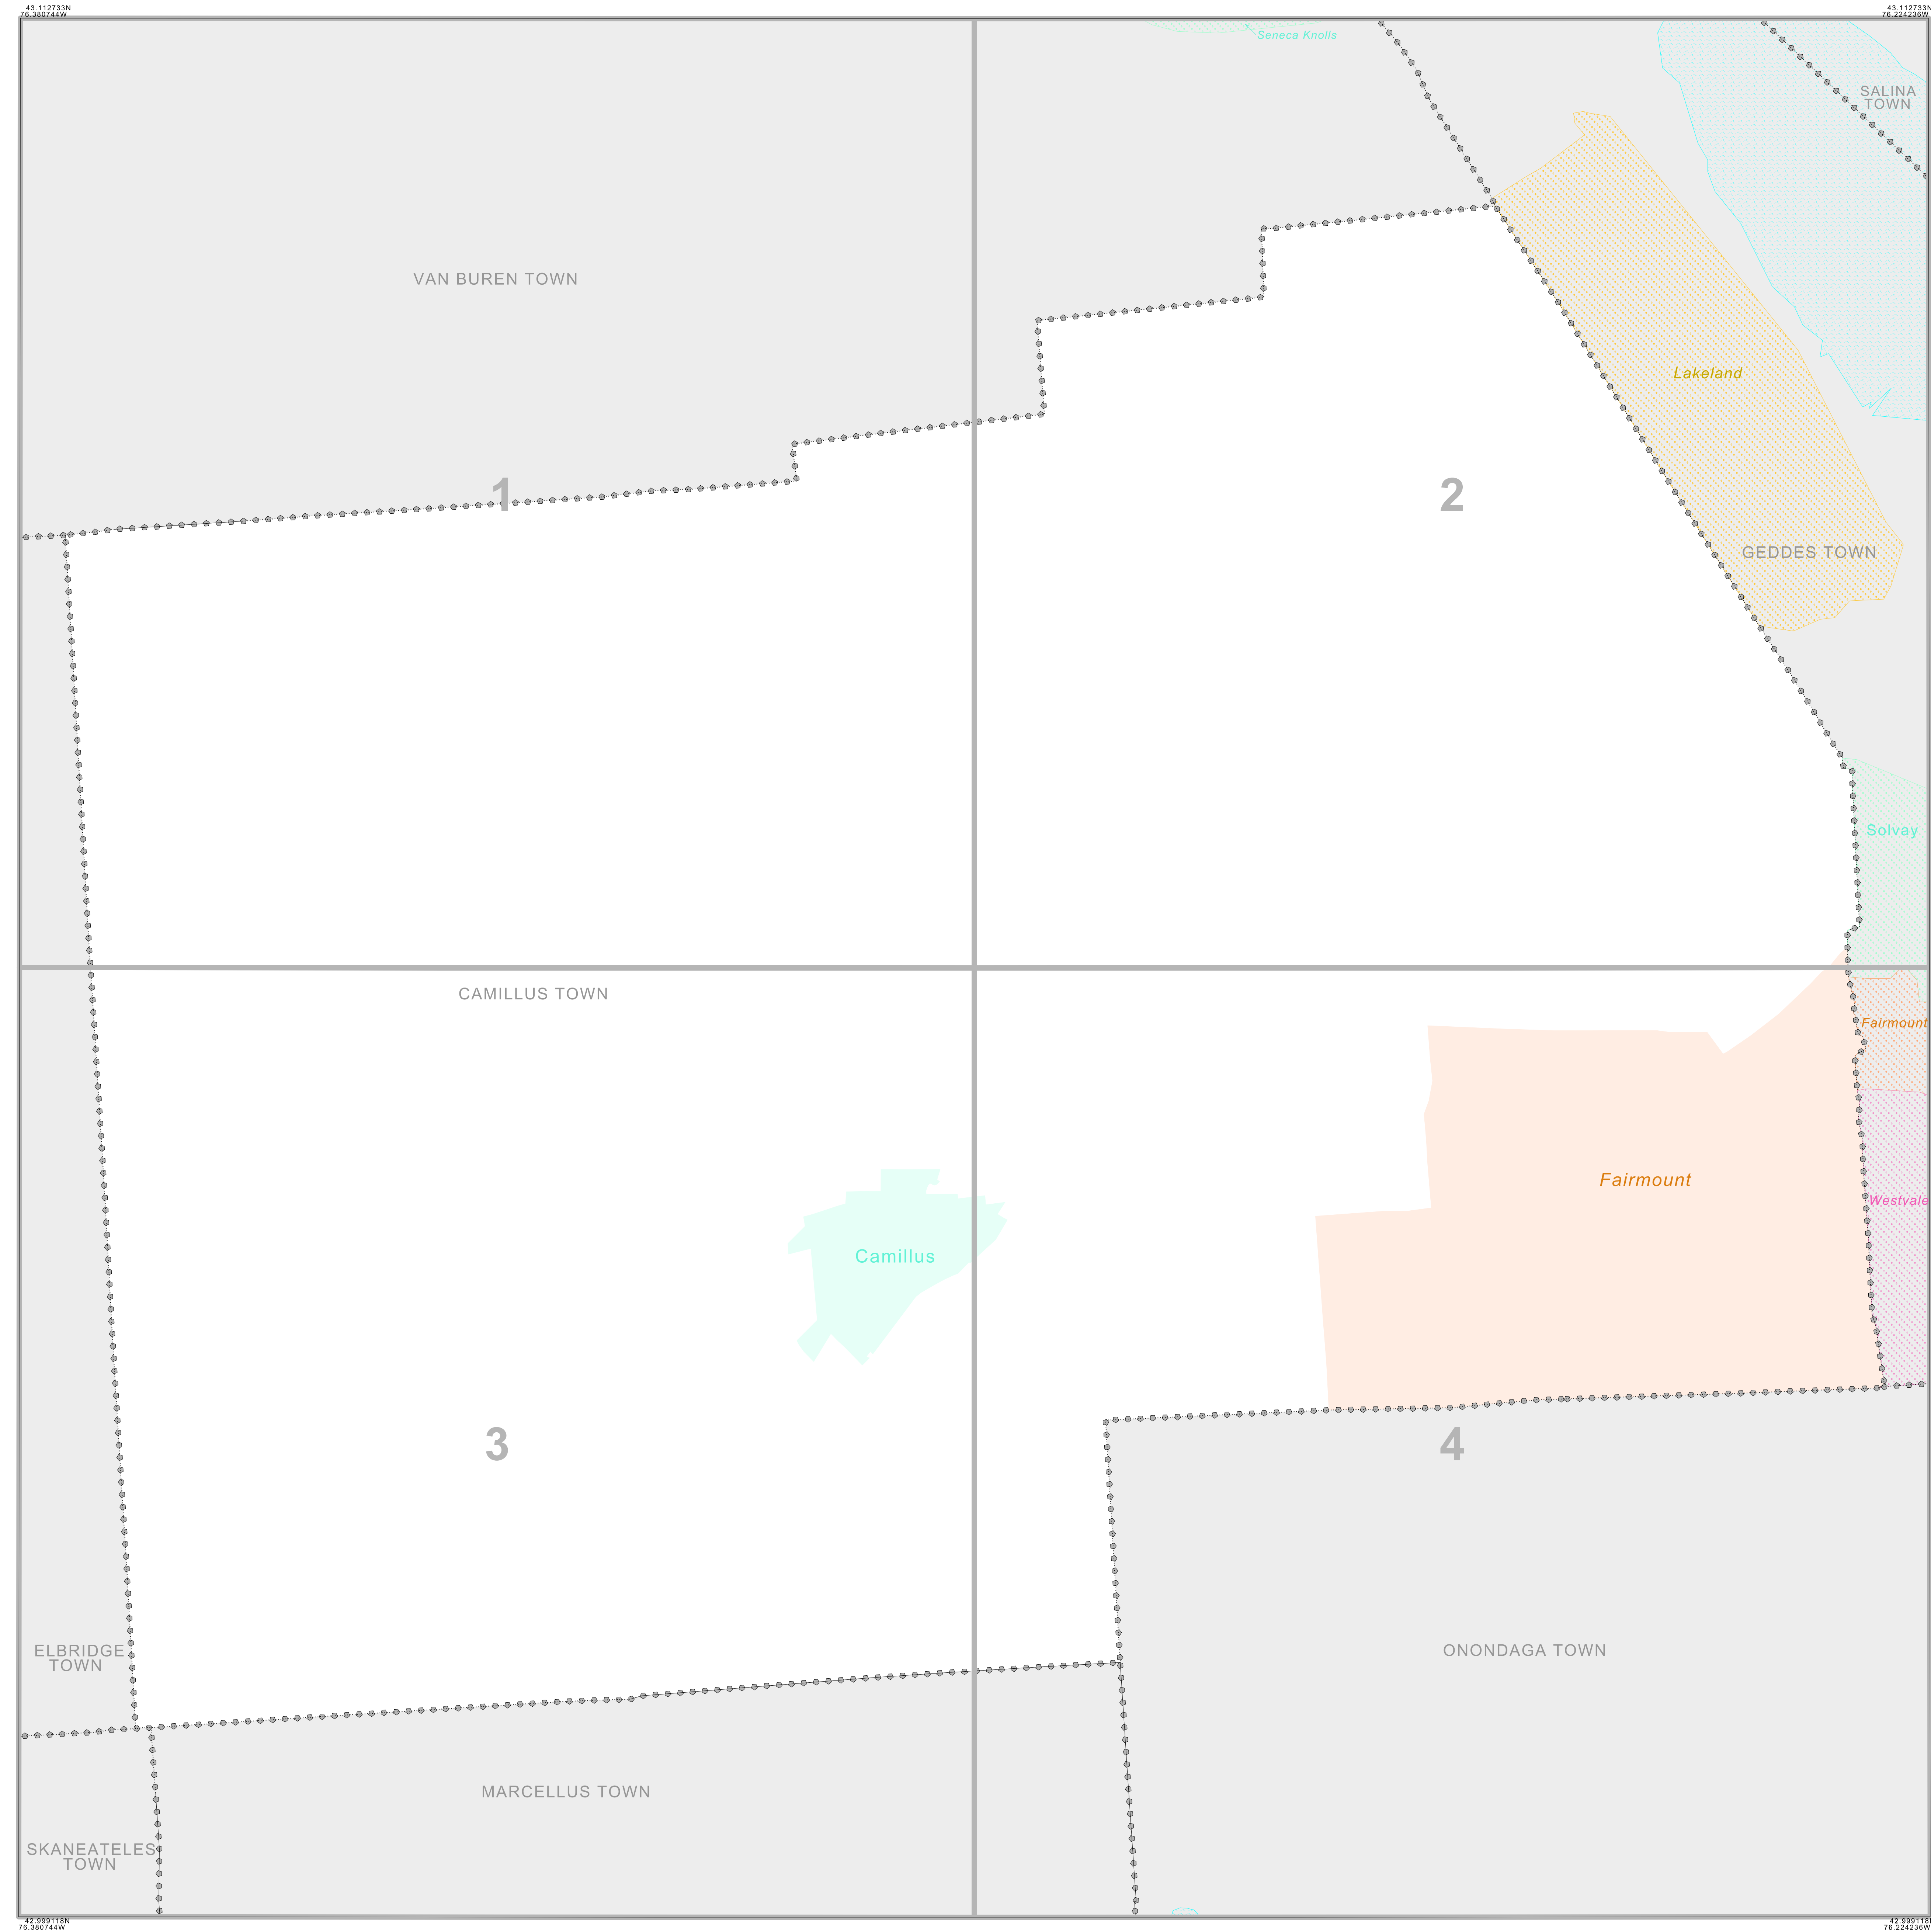 43.112733N
76.380744W
43.112733N
76.224236W
Seneca Knolls
SALINA
TOWN
VAN BUREN TOWN
Lakeland
1
2
GEDDES TOWN
Solvay
CAMILLUS TOWN
Fairmount
Fairmount
Westvale
Camillus
3
4
ELBRIDGE
TOWN
ONONDAGA TOWN
MARCELLUS TOWN
SKANEATELES
TOWN
42.999118N
76.380744W
42.999118N
76.224236W